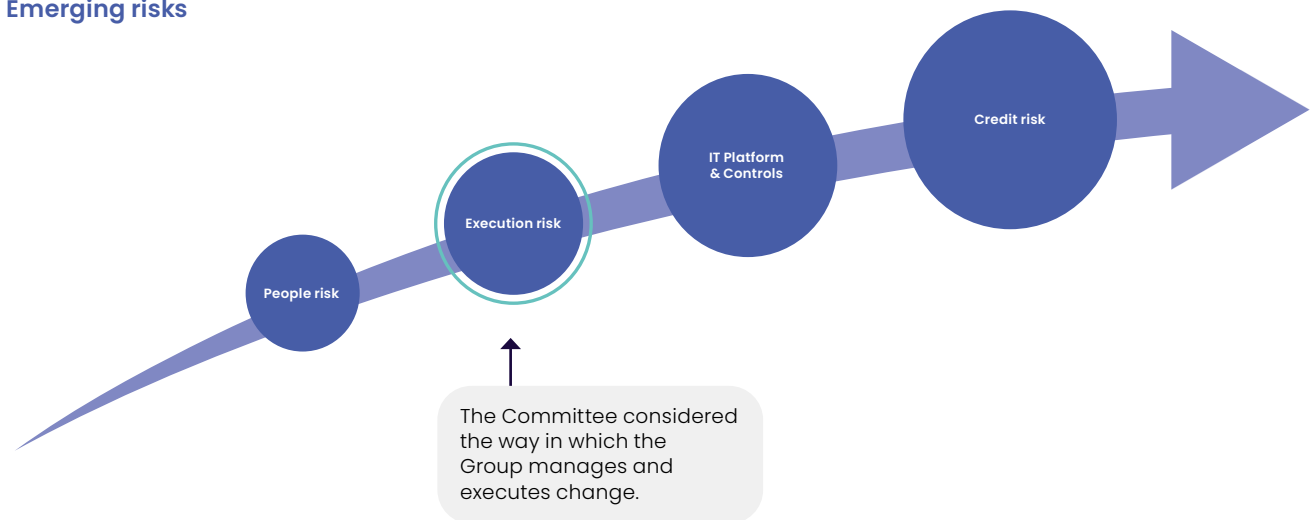 Emerging risks
People risk
Execution risk
IT Platform
& Controls
Credit risk
The Committee considered
the way in which the
Group manages and
executes change.